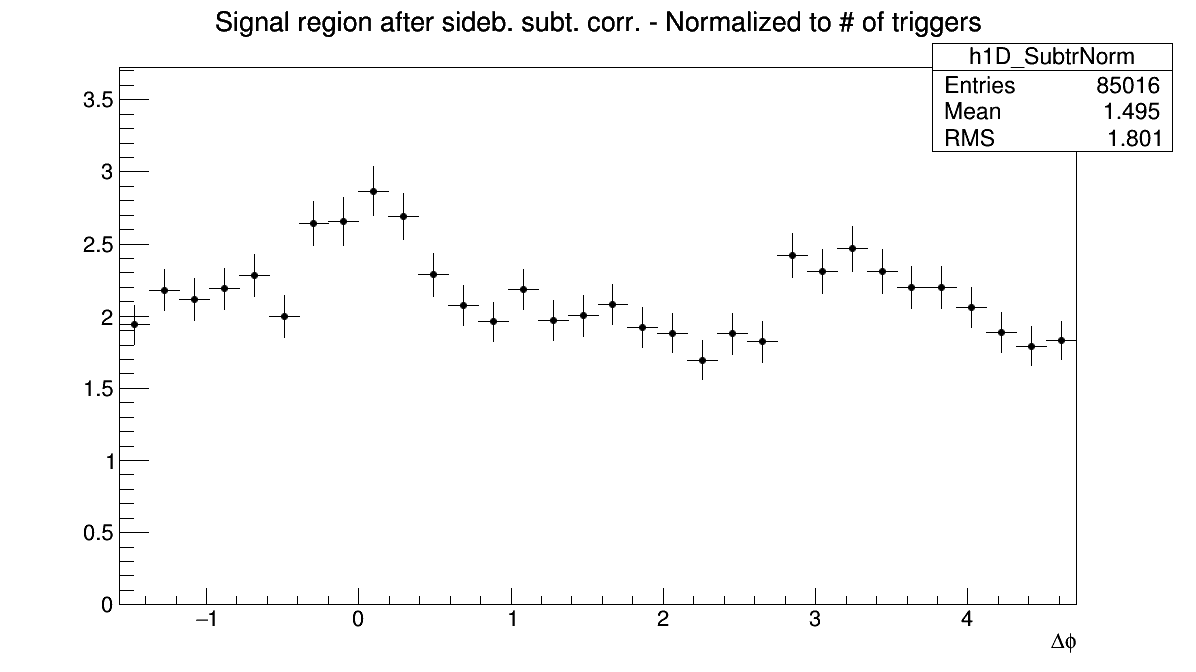 Signal region after sideb. subt. corr. - Normalized to # of triggers
h1D_SubtrNorm
Entries 85016
Mean 1.495
RMS 1.801
3.5
3
2.5
2
1.5
1
0.5
0
−1 0 1 2 3 4
Δϕ